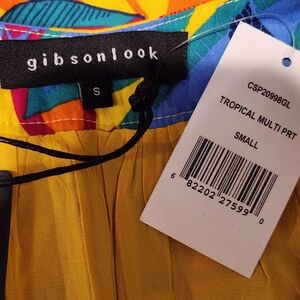 gibsonlook
S
CSP20998GL
TROPICAL MULTI PRT
SMALL
6 82202 27599 0